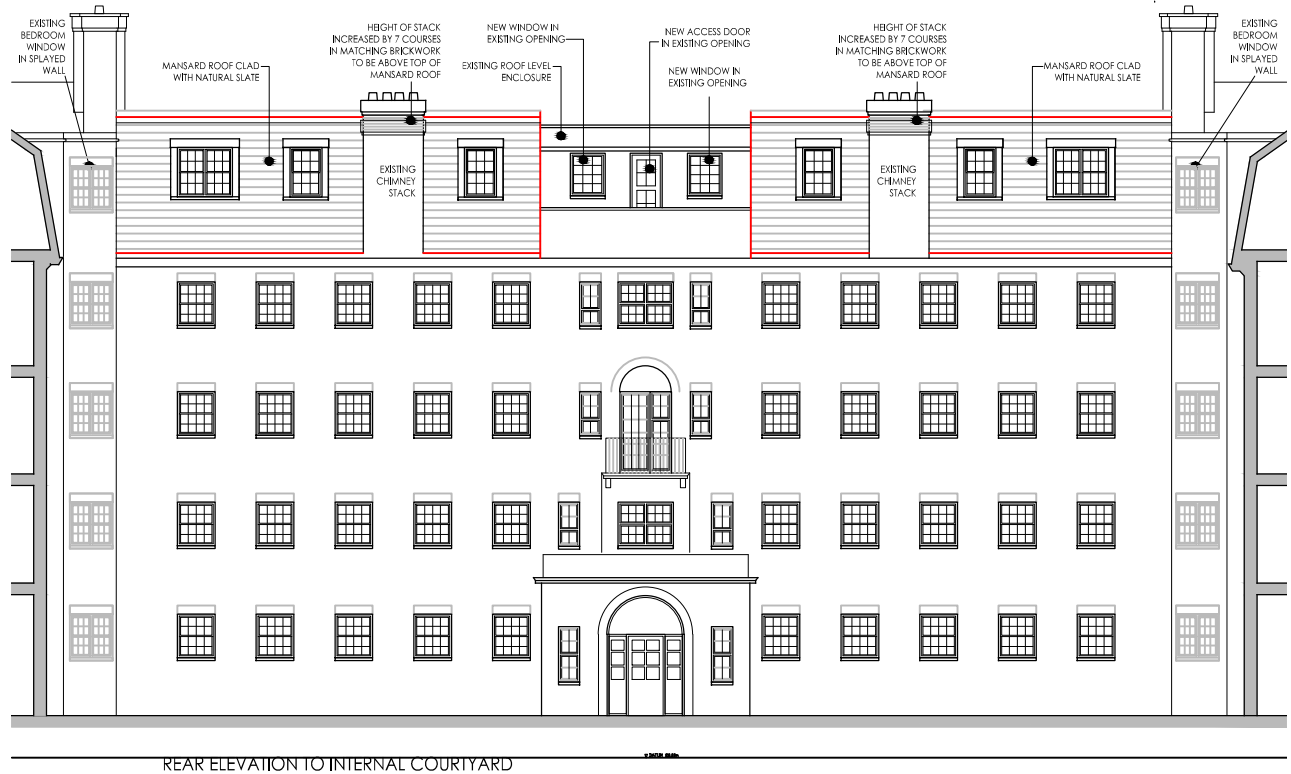 EXISTING
BEDROOM
WINDOW
IN SPLAYED
WALL
MANSARD ROOF CLAD
WITH NATURAL SLATE
HEIGHT OF STACK
INCREASED BY 7 COURSES
IN MATCHING BRICKWORK
TO BE ABOVE TOP OF
MANSARD ROOF
NEW WINDOW IN
EXISTING OPENING
EXISTING ROOF LEVEL
ENCLOSURE
NEW ACCESS DOOR
IN EXISTING OPENING
NEW WINDOW IN
EXISTING OPENING
HEIGHT OF STACK
INCREASED BY 7 COURSES
IN MATCHING BRICKWORK
TO BE ABOVE TOP OF
MANSARD ROOF
MANSARD ROOF CLAD
WITH NATURAL SLATE
EXISTING
BEDROOM
WINDOW
IN SPLAYED
WALL
EXISTING
CHIMNEY
STACK
EXISTING
CHIMNEY
STACK
REAR ELEVATION TO INTERNAL COURTYARD